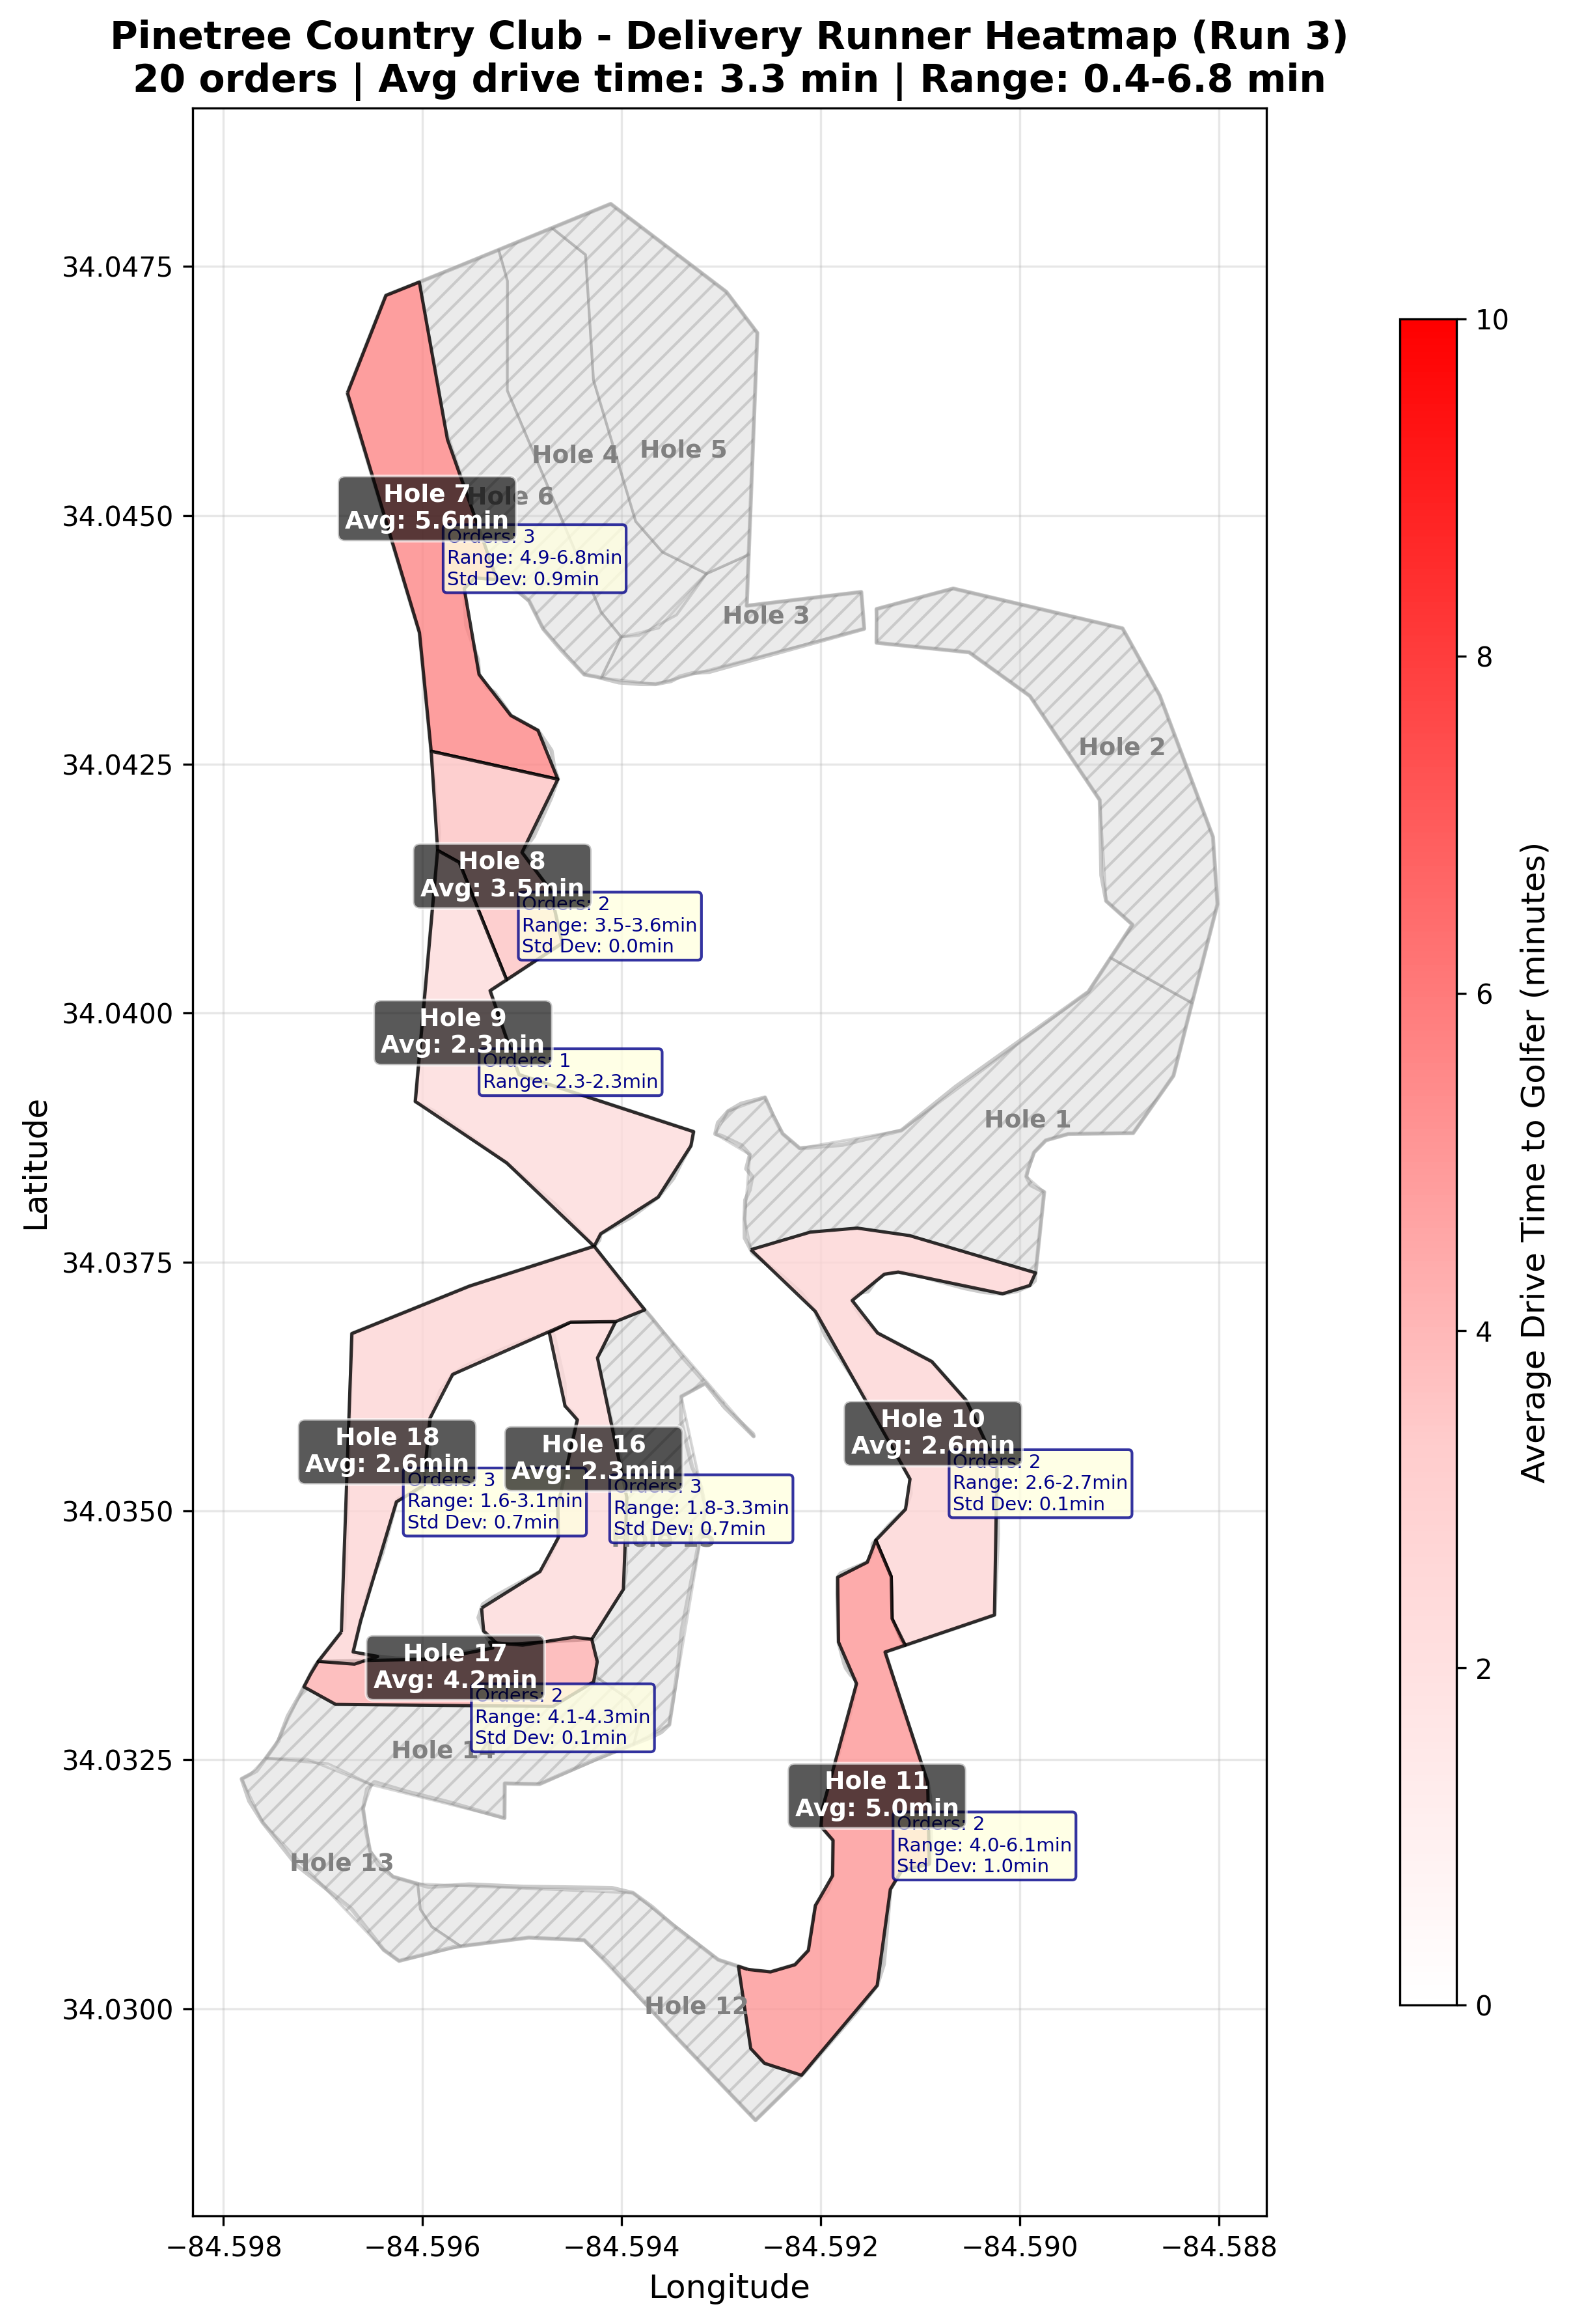 Pinetree Country Club - Delivery Runner Heatmap (Run 3)
20 orders | Avg drive time: 3.3 min | Range: 0.4-6.8 min
34.0475
34.0450
34.0425
34.0400
34.0375
34.0350
34.0325
34.0300
Latitude
−84.598
−84.596
−84.594
−84.592
−84.590
−84.588
Longitude
Hole 4
Hole 5
Hole 6
Hole 7
Avg: 5.6min
Orders: 3
Range: 4.9-6.8min
Std Dev: 0.9min
Hole 3
Hole 2
Hole 8
Avg: 3.5min
Orders: 2
Range: 3.5-3.6min
Std Dev: 0.0min
Hole 9
Avg: 2.3min
Orders: 1
Range: 2.3-2.3min
Hole 1
Hole 18
Avg: 2.6min
Orders: 3
Range: 1.6-3.1min
Std Dev: 0.7min
Hole 16
Avg: 2.3min
Orders: 3
Range: 1.8-3.3min
Std Dev: 0.7min
Hole 15
Hole 10
Avg: 2.6min
Orders: 2
Range: 2.6-2.7min
Std Dev: 0.1min
Hole 17
Avg: 4.2min
Orders: 2
Range: 4.1-4.3min
Std Dev: 0.1min
Hole 14
Hole 11
Avg: 5.0min
Orders: 2
Range: 4.0-6.1min
Std Dev: 1.0min
Hole 13
Hole 12
10
8
6
4
2
0
Average Drive Time to Golfer (minutes)